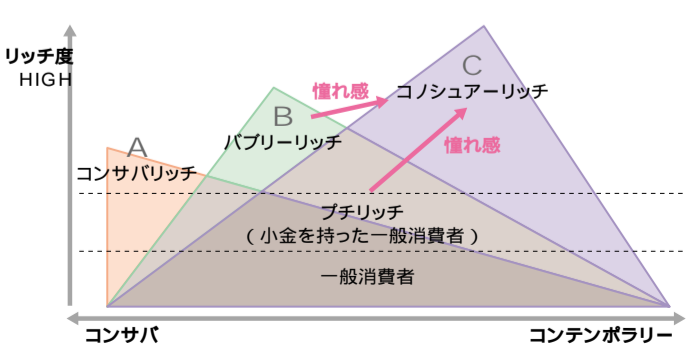 リッチ度
HIGH
C
憧れ感
コノシュアーリッチ
B
A
バブリーリッチ
憧れ感
コンサバリッチ
プチリッチ
(小金を持った一般消費者)
一般消費者
コンサバ
コンテンポラリー